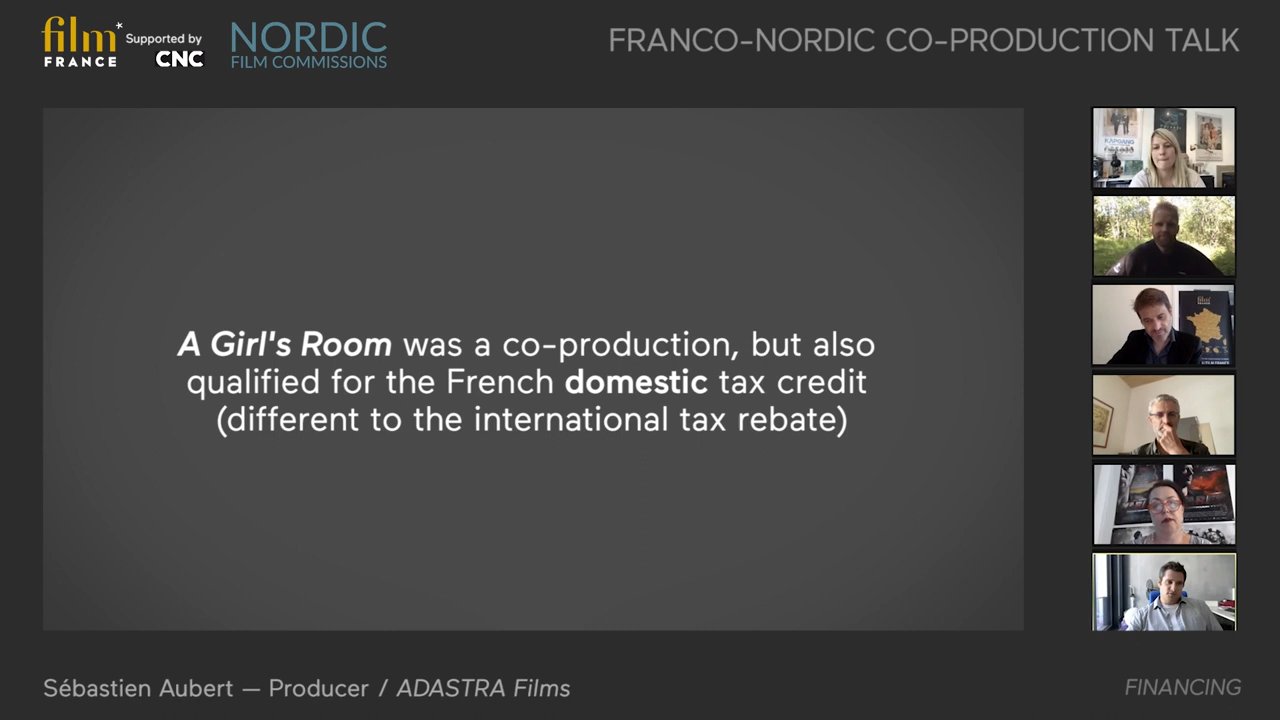 film
FRANCE
Supported by
CNC
NORDIC
FILM COMMISSIONS
FRANCO-NORDIC CO-PRODUCTION TALK
A Girl's Room was a co-production, but also
qualified for the French domestic tax credit
(different to the international tax rebate)
Sébastien Aubert — Producer / ADASTRA Films
FINANCING